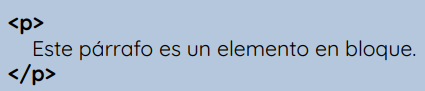 <p>
Este párrafo es un elemento en bloque.
</p>